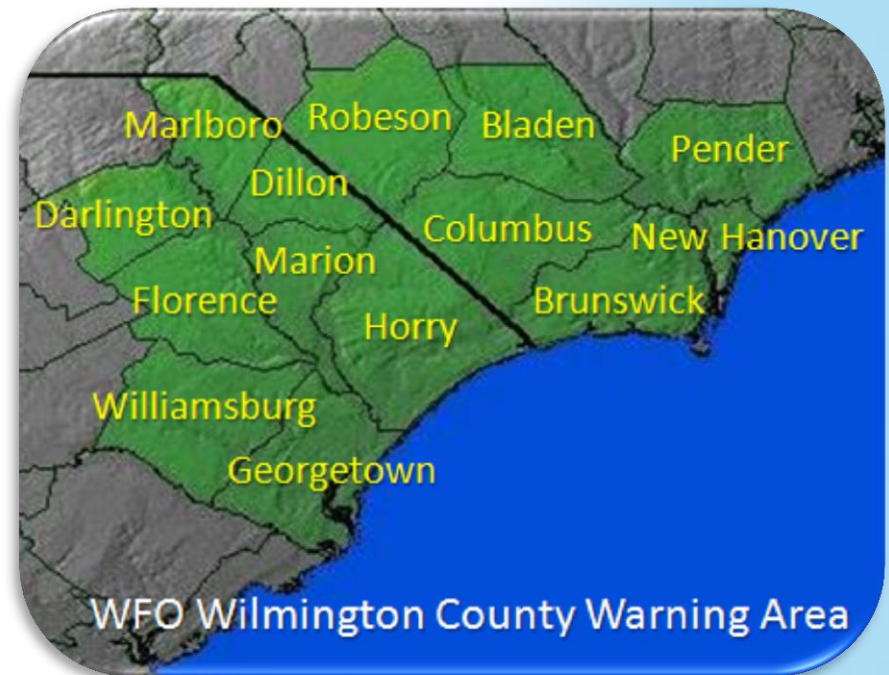 Marlboro
Robeson
Bladen
Pender
Dillon
Darlington
Columbus
New Hanover
Marion
Florence
Brunswick
Horry
Williamsburg
Georgetown
WFO Wilmington County Warning Area